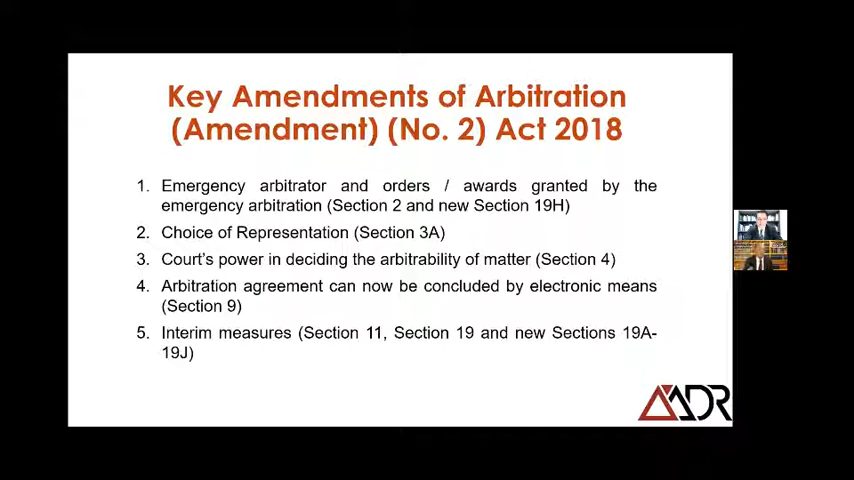 Key Amendments of Arbitration
(Amendment) (No. 2) Act 2018
1. Emergency arbitrator and orders / awards granted by the
emergency arbitration (Section 2 and new Section 19H)
2. Choice of Representation (Section 3A)
3. Court's power in deciding the arbitrability of matter (Section 4)
4. Arbitration agreement can now be concluded by electronic means
(Section 9)
5. Interim measures (Section 11, Section 19 and new Sections 19A-
19J)
AADR